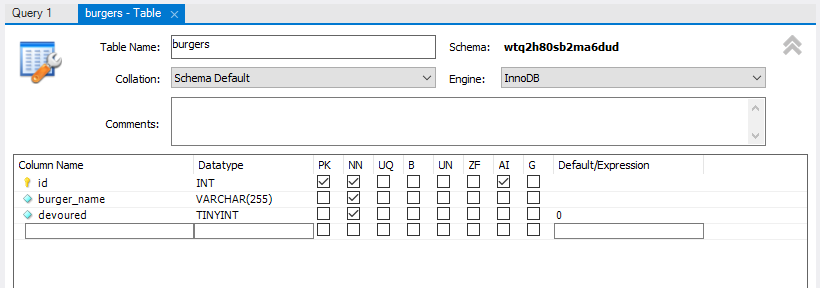 Query 1 burgers - Table ×
Table Name: burgers Schema: wtq2h80sb2ma6dud
Collation: Schema Default Engine: InnoDB
Comments:
Column Name Datatype PK NN UQ B UN ZF AI G Default/Expression
id INT
burger_name VARCHAR(255)
devoured TINYINT 0